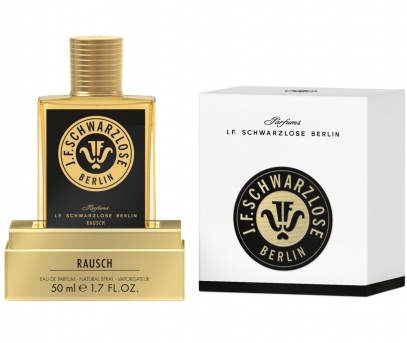 J.F. SCHWARZLOSE
BERLIN
Parfums
J.F. SCHWARZLOSE BERLIN
RAUSCH
RAUSCH
EAU DE PARFUM - NATURAL SPRAY - VAPORISATEUR
50 ml e 1.7 FL.OZ.
Parfums
J.F. SCHWARZLOSE BERLIN
J.F. SCHWARZLOSE
JF
BERLIN